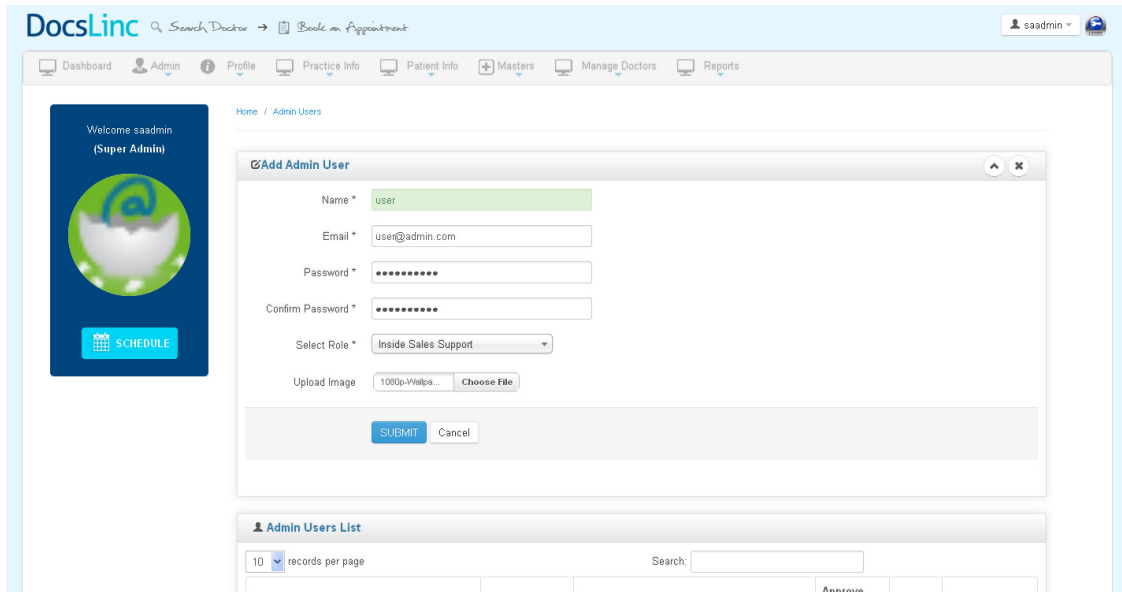 DocsLinc Search Doctor → Book an Appointment saadmin
Dashboard Admin Profile Practice Info Patient Info Masters Manage Doctors Reports
Home / Admin Users
Welcome saadmin
(Super Admin)
SCHEDULE
Add Admin User
Name * user
Email * user@admin.com
Password * ●●●●●●●●●●
Confirm Password * ●●●●●●●●●●
Select Role * Inside Sales Support
Upload Image 1080p-Wallpa... Choose File
SUBMIT Cancel
Admin Users List
10 records per page Search:
Approve